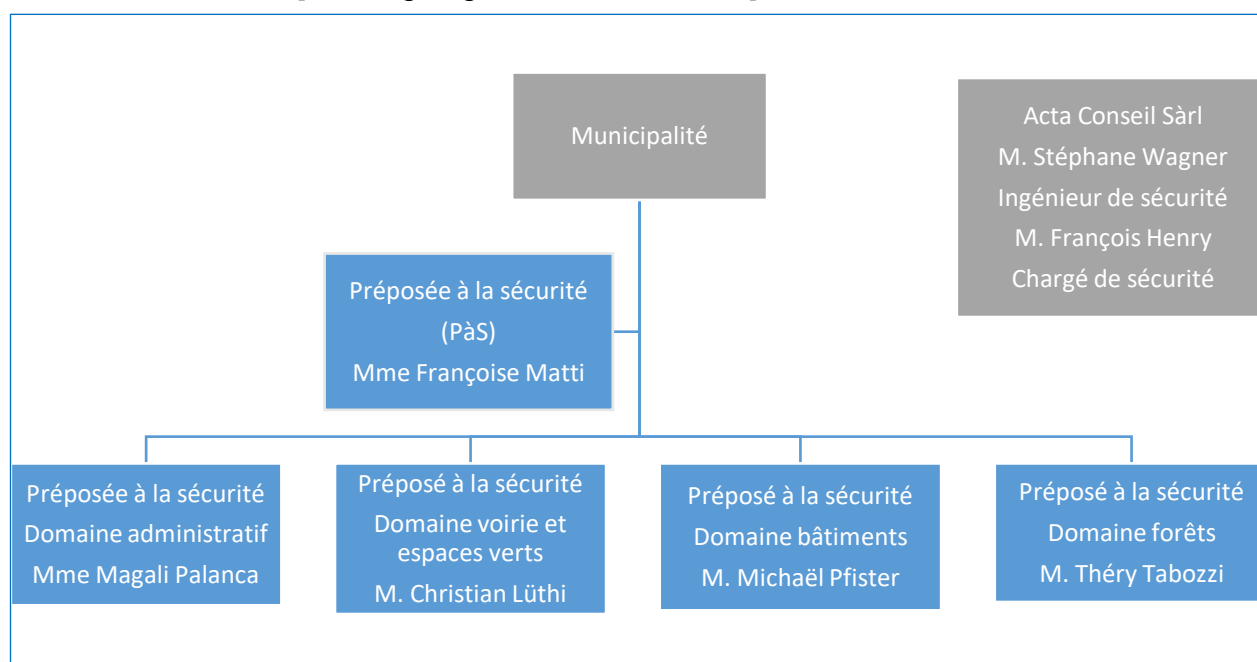 Municipalité
Acta Conseil Sàrl
M. Stéphane Wagner
Ingénieur de sécurité
M. François Henry
Chargé de sécurité
Préposée à la sécurité
(PàS)
Mme Françoise Matti
Préposée à la sécurité
Domaine administratif
Mme Magali Palanca
Préposé à la sécurité
Domaine voirie et
espaces verts
M. Christian Lüthi
Préposé à la sécurité
Domaine bâtiments
M. Michaël Pfister
Préposé à la sécurité
Domaine forêts
M. Théry Tabozzi